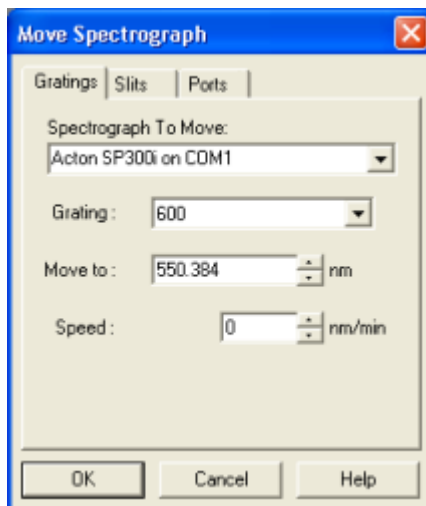 Move Spectrograph
Gratings Slits Ports
Spectrograph To Move:
Acton SP300i on COM1
Grating : 600
Move to : 550.384 nm
Speed : 0 nm/min
OK Cancel Help